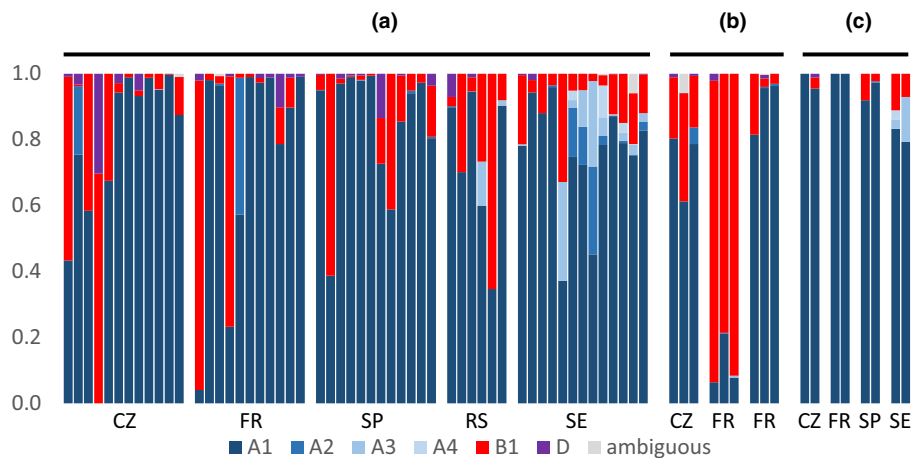 (a) (b) (c)
1.0
0.8
0.6
0.4
0.2
0.0
CZ FR SP RS SE CZ FR FR CZ FR SP SE
A1 A2 A3 A4 B1 D ambiguous